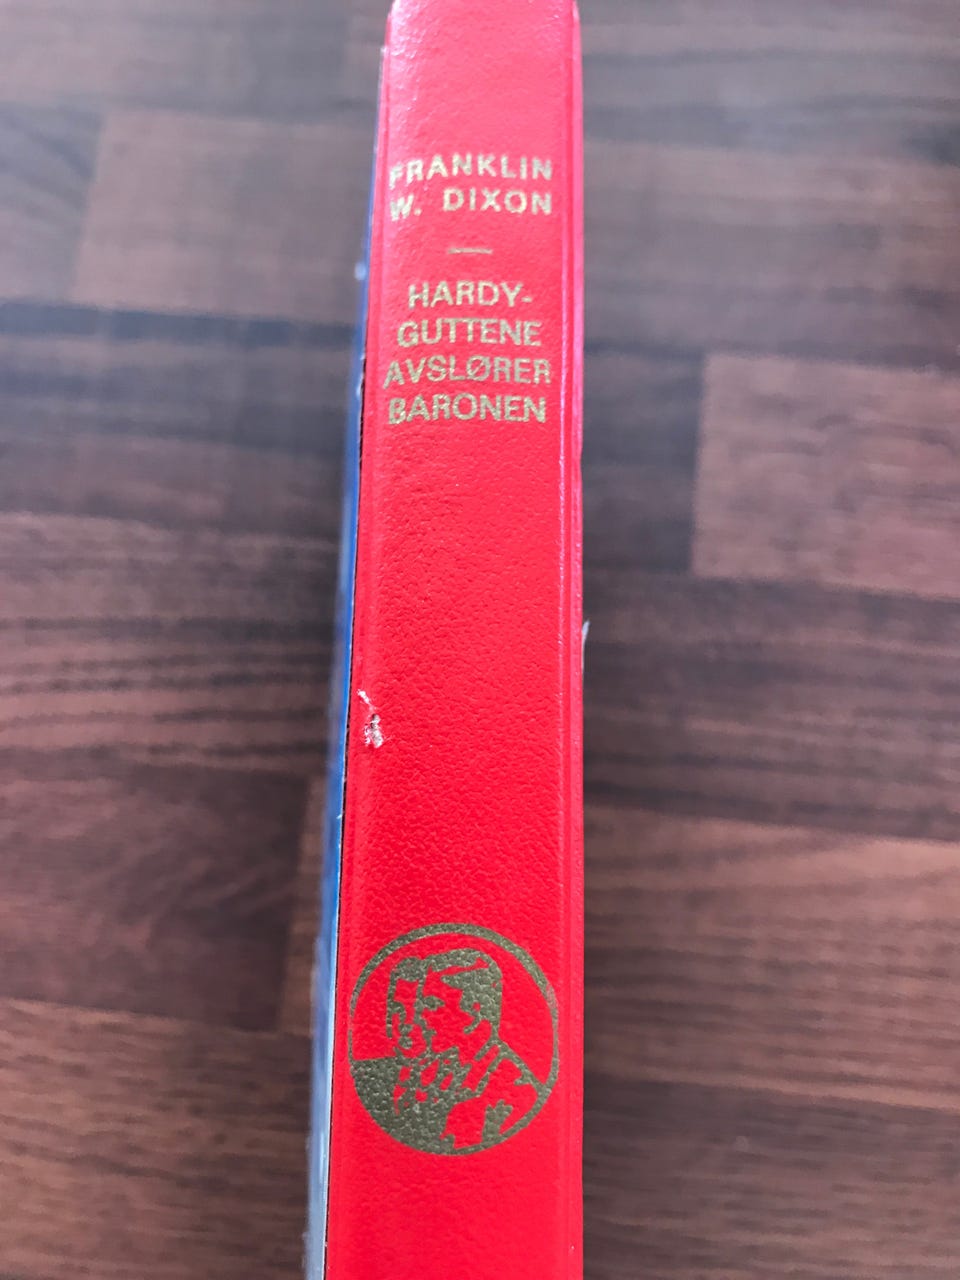 FRANKLIN
W. DIXON
HARDY-
GUTTENE
AVSLØRER
BARONEN